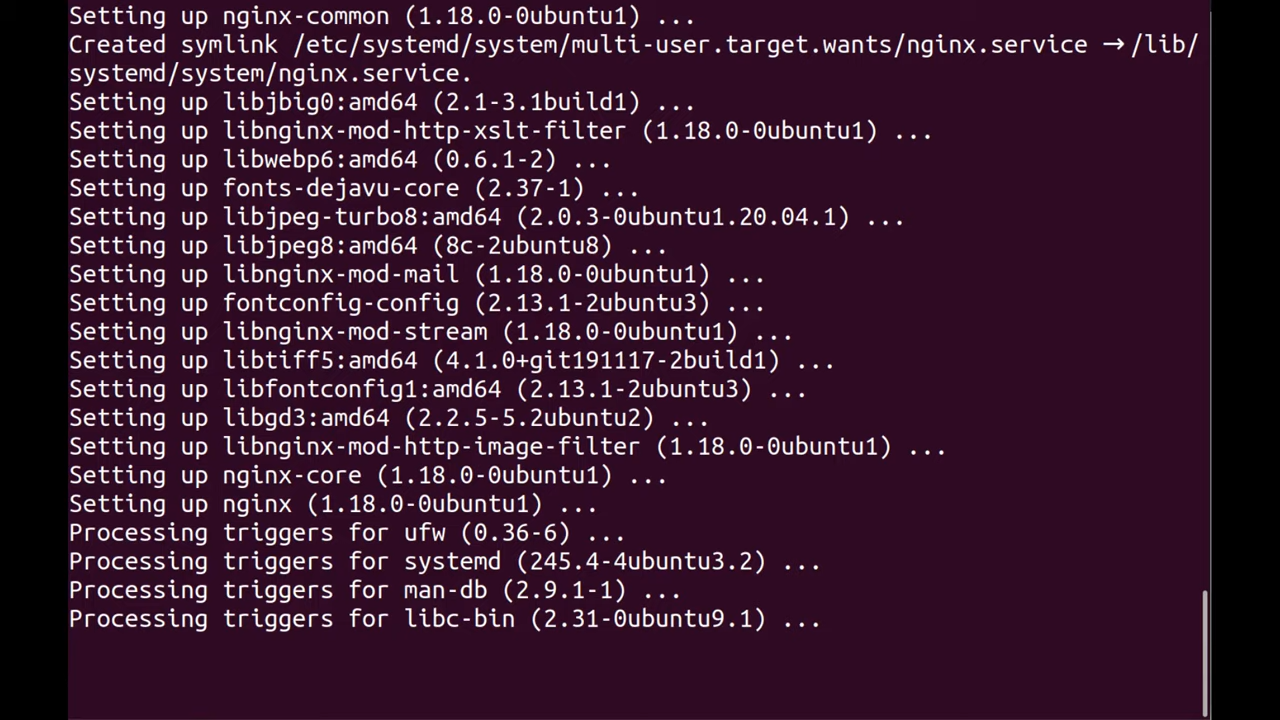 Setting up nginx-common (1.18.0-0ubuntu1) ...
Created symlink /etc/systemd/system/multi-user.target.wants/nginx.service → /lib/
systemd/system/nginx.service.
Setting up libjbig0:amd64 (2.1-3.1build1) ...
Setting up libnginx-mod-http-xslt-filter (1.18.0-0ubuntu1) ...
Setting up libwebp6:amd64 (0.6.1-2) ...
Setting up fonts-dejavu-core (2.37-1) ...
Setting up libjpeg-turbo8:amd64 (2.0.3-0ubuntu1.20.04.1) ...
Setting up libjpeg8:amd64 (8c-2ubuntu8) ...
Setting up libnginx-mod-mail (1.18.0-0ubuntu1) ...
Setting up fontconfig-config (2.13.1-2ubuntu3) ...
Setting up libnginx-mod-stream (1.18.0-0ubuntu1) ...
Setting up libtiff5:amd64 (4.1.0+git191117-2build1) ...
Setting up libfontconfig1:amd64 (2.13.1-2ubuntu3) ...
Setting up libgd3:amd64 (2.2.5-5.2ubuntu2) ...
Setting up libnginx-mod-http-image-filter (1.18.0-0ubuntu1) ...
Setting up nginx-core (1.18.0-0ubuntu1) ...
Setting up nginx (1.18.0-0ubuntu1) ...
Processing triggers for ufw (0.36-6) ...
Processing triggers for systemd (245.4-4ubuntu3.2) ...
Processing triggers for man-db (2.9.1-1) ...
Processing triggers for libc-bin (2.31-0ubuntu9.1) ...